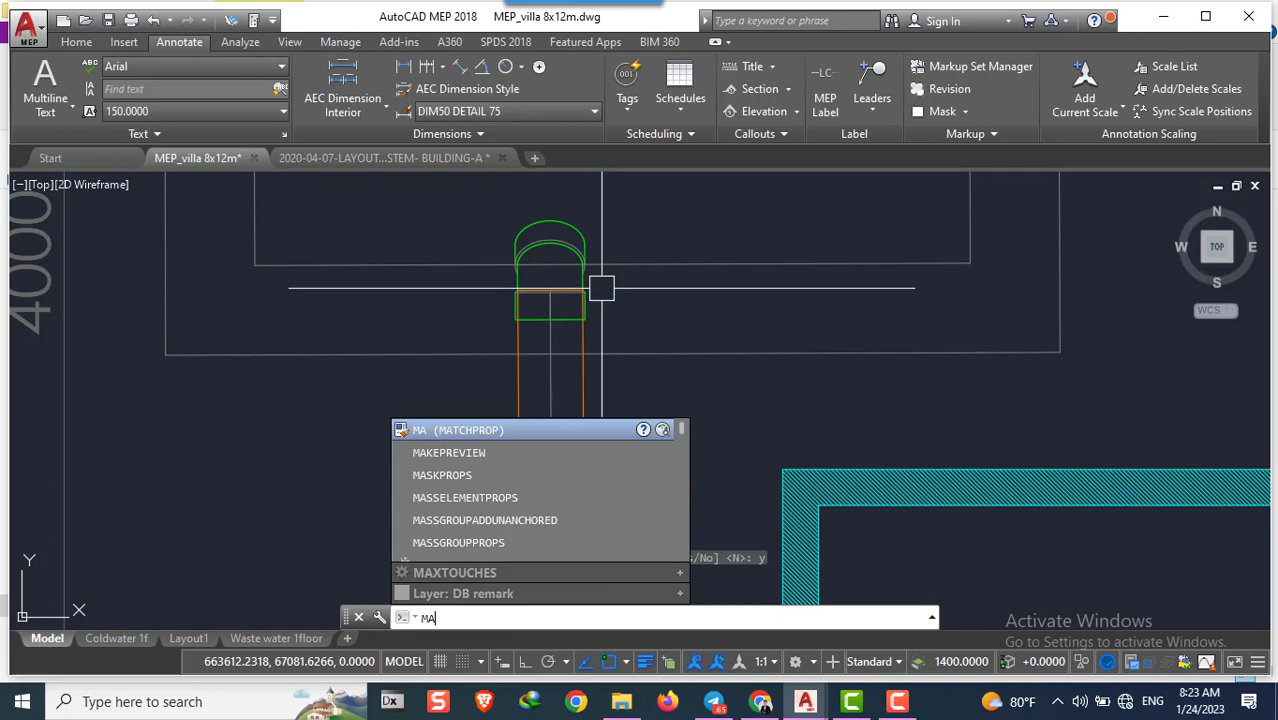 AutoCAD MEP 2018 MEP_villa 8x12m.dwg
Type a keyword or phrase
Sign In
MEP
Home Insert Annotate Analyze View Manage Add-ins A360 SPDS 2018 Featured Apps BIM 360
Multiline Text
Arial
Find text
150.0000
Text
AEC Dimension Interior
AEC Dimension Style
DIM50 DETAIL 75
Dimensions
Tags
Schedules
Scheduling
Title
Section
Elevation
Callouts
MEP Label
Leaders
Label
Markup Set Manager
Revision
Mask
Markup
Add Current Scale
Scale List
Add/Delete Scales
Sync Scale Positions
Annotation Scaling
Start MEP_villa 8x12m* 2020-04-07-LAYOUT...STEM- BUILDING-A *
[−][Top][2D Wireframe]
4000
N
W TOP E
S
WCS
MA (MATCHPROP)
MAKEPREVIEW
MASKPROPS
MASSELEMENTPROPS
MASSGROUPADDUNANCHORED
MASSGROUPPROPS
s/No] <N>: y
MAXTOUCHES
Layer: DB remark
MA
Y
X
Activate Windows
Go to Settings to activate Windows.
Model Coldwater 1f Layout1 Waste water 1floor
663612.2318, 67081.6266, 0.0000 MODEL 1:1 Standard 1400.0000 +0.0000
Type here to search
Dx
.65
80°F
ENG
8:23 AM
1/24/2023